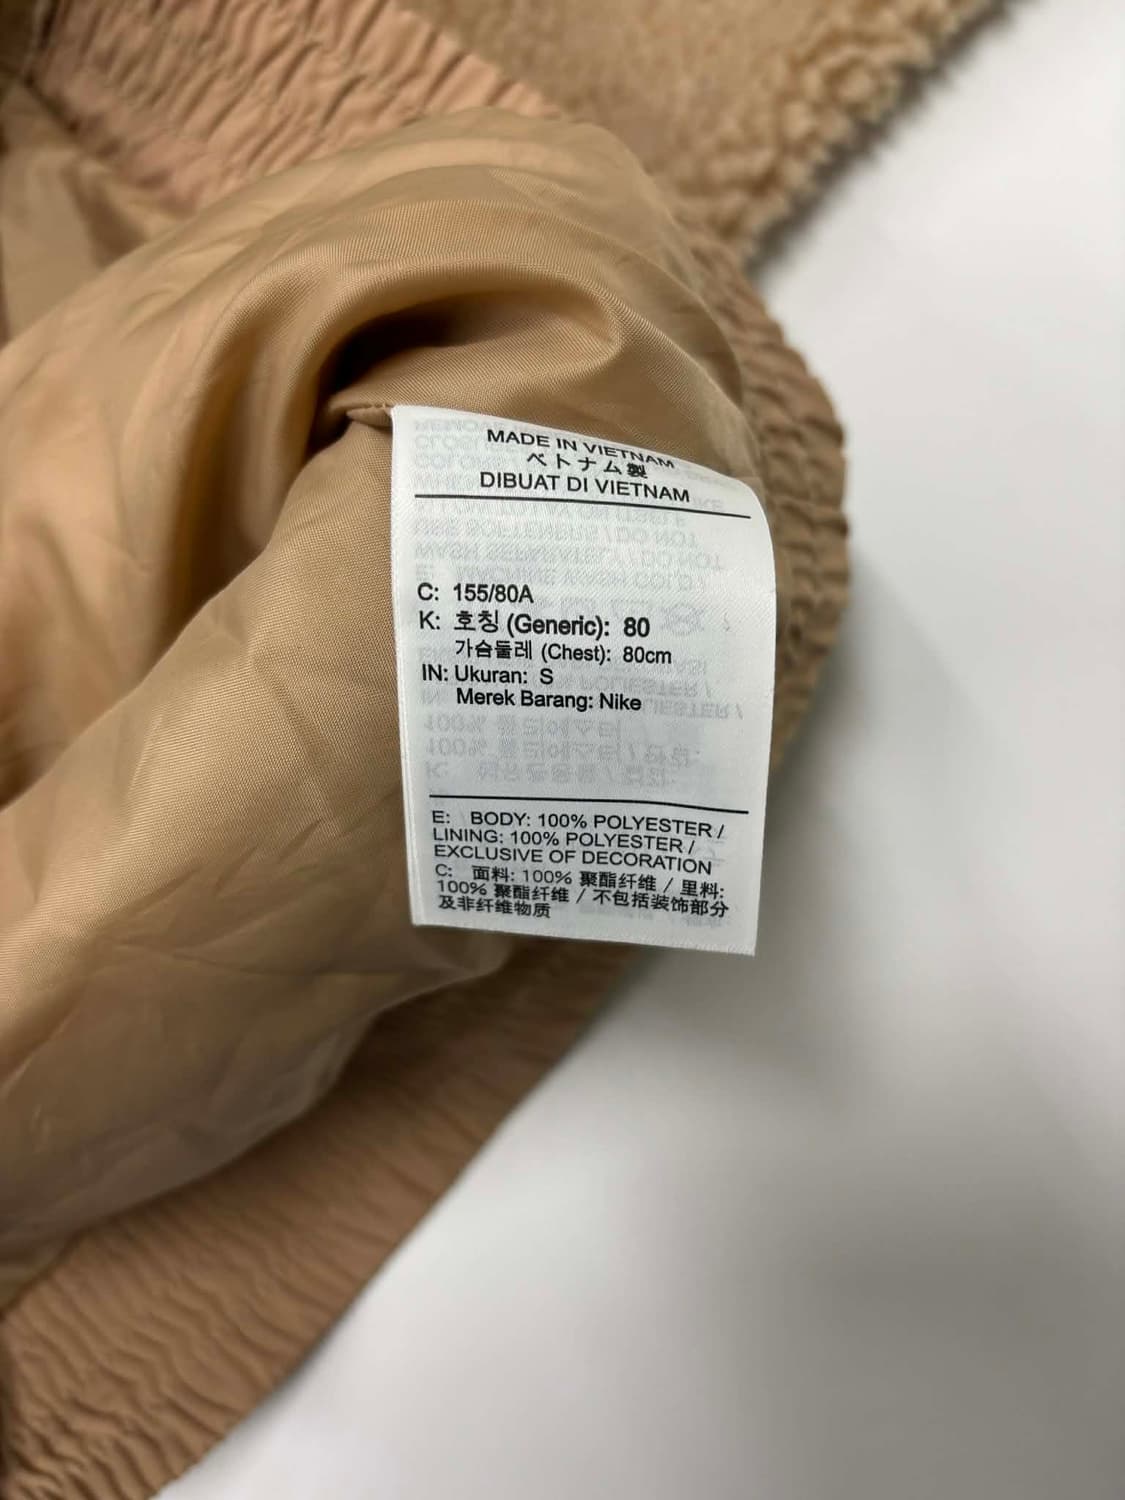 MADE IN VIETNAM
ベトナム製
DIBUAT DI VIETNAM
C: 155/80A
K: 호칭 (Generic): 80
가슴둘레 (Chest): 80cm
IN: Ukuran: S
Merek Barang: Nike
E: BODY: 100% POLYESTER /
LINING: 100% POLYESTER /
EXCLUSIVE OF DECORATION
C: 面料: 100% 聚酯纤维 / 里料:
100% 聚酯纤维 / 不包括装饰部分
及非纤维物质